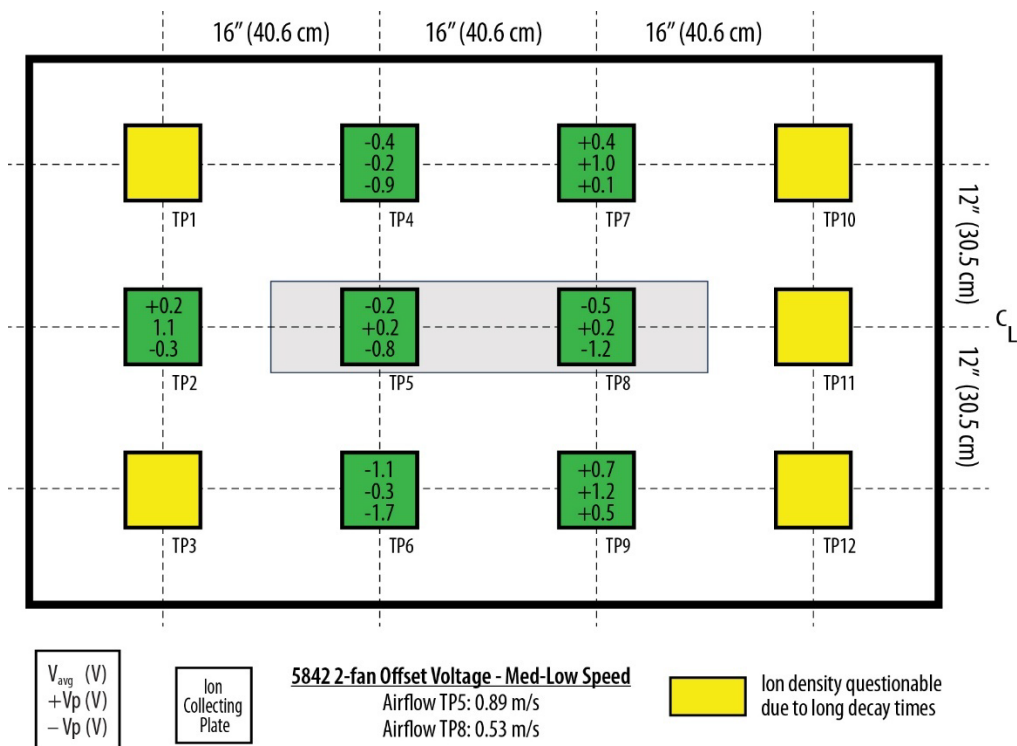 16” (40.6 cm) 16” (40.6 cm) 16” (40.6 cm)
-0.4
-0.2
-0.9
+0.4
+1.0
+0.1
TP1
TP4
TP7
TP10
12” (30.5 cm)
+0.2
1.1
-0.3
-0.2
+0.2
-0.8
-0.5
+0.2
-1.2
CL
TP2
TP5
TP8
TP11
12” (30.5 cm)
-1.1
-0.3
-1.7
+0.7
+1.2
+0.5
TP3
TP6
TP9
TP12
Vavg (V)
+Vp (V)
– Vp (V)
Ion
Collecting
Plate
5842 2-fan Offset Voltage - Med-Low Speed
Airflow TP5: 0.89 m/s
Airflow TP8: 0.53 m/s
Ion density questionable
due to long decay times